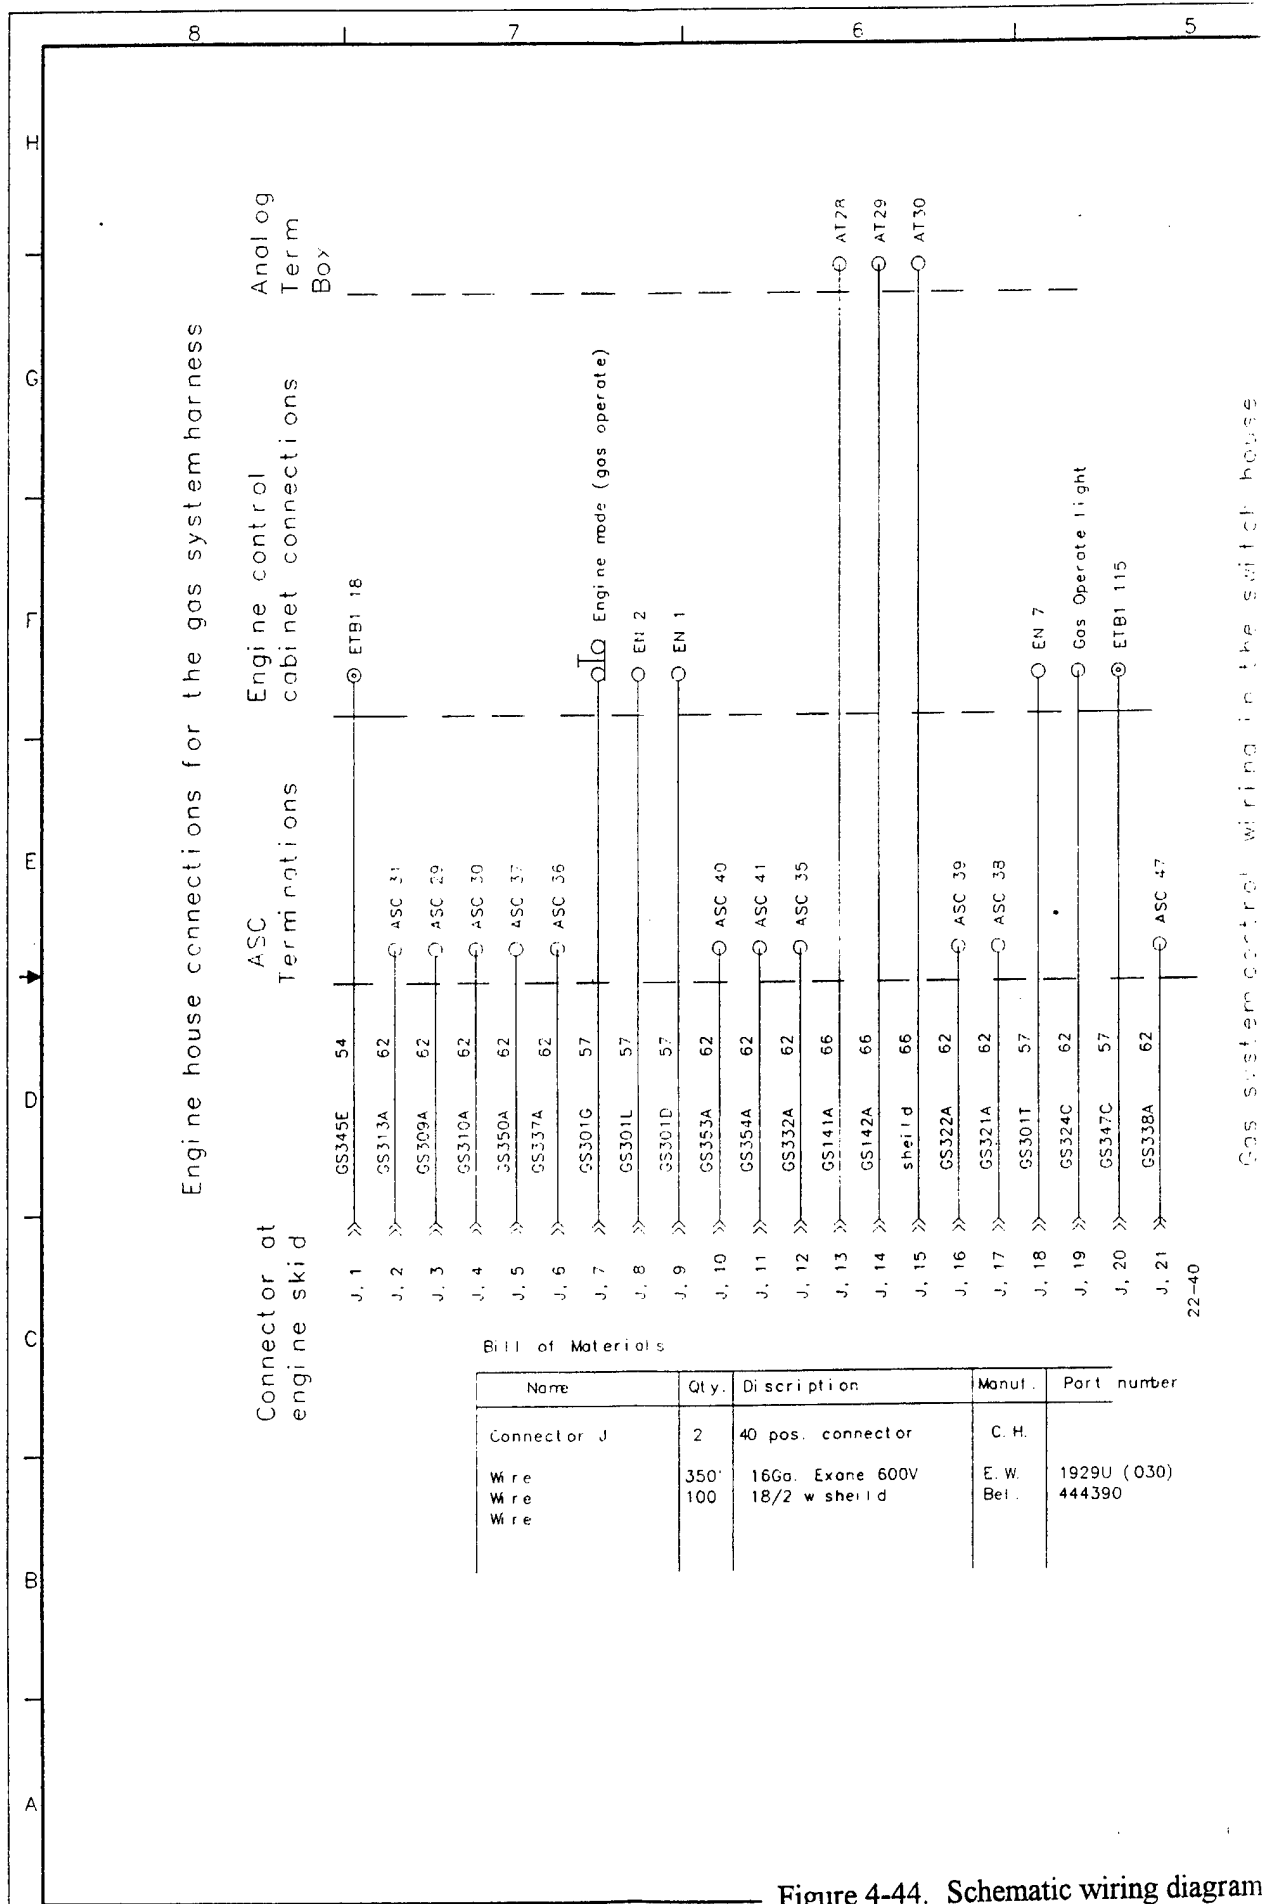 8 7 6 5
H
G
F
E
D
C
B
A
Engine house connections for the gas system harness
Connector at
engine skid
ASC
Terminations
Engine control
cabinet connections
Analog
Term
Box
J. 1 GS345E 54 ETB1 18
J. 2 GS313A 62 ASC 31
J. 3 GS309A 62 ASC 29
J. 4 GS310A 62 ASC 30
J. 5 GS350A 62 ASC 37
J. 6 GS337A 62 ASC 36
J. 7 GS301G 57 Engine mode (gas operate)
J. 8 GS301L 57 EN 2
J. 9 GS301D 57 EN 1
J. 10 GS353A 62 ASC 40
J. 11 GS354A 62 ASC 41
J. 12 GS332A 62 ASC 35
J. 13 GS141A 66 AT28
J. 14 GS142A 66 AT29
J. 15 sheild 66 AT30
J. 16 GS322A 62 ASC 39
J. 17 GS321A 62 ASC 38
J. 18 GS301T 57 EN 7
J. 19 GS324C 62 Gas Operate light
J. 20 GS347C 57 ETB1 115
J. 21 GS338A 62 ASC 47
22-40
Gas system control wiring in the switch house
Bill of Materials
Name Qty. Discription Manuf. Part number
Connector J 2 40 pos. connector C.H.
Wire 350' 16Ga. Exane 600V E.W. 1929U (030)
Wire 100 18/2 w sheild Bel. 444390
Wire
Figure 4-44. Schematic wiring diagram